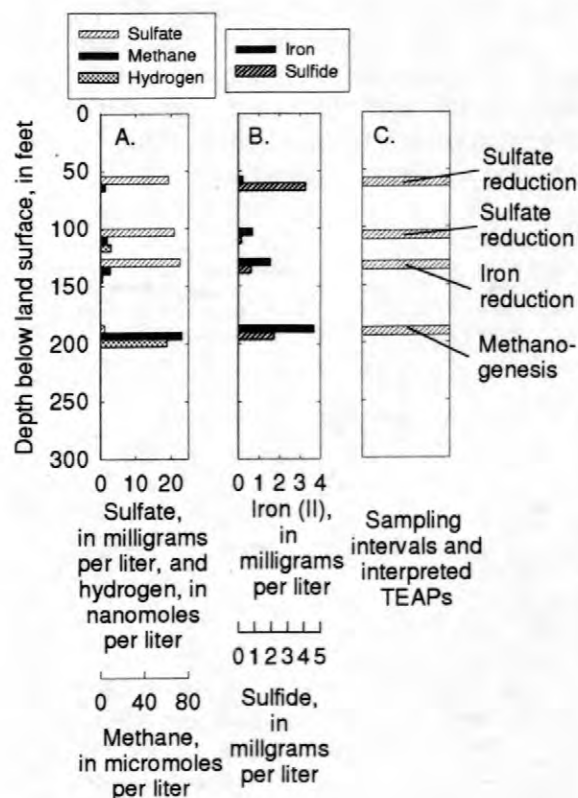 Sulfate
Methane
Hydrogen
Iron
Sulfide
A.
B.
C.
Depth below land surface, in feet
0
50
100
150
200
250
300
0 10 20
0 1 2 3 4
Sulfate
reduction
Sulfate
reduction
Iron
reduction
Methano-
genesis
Sulfate,
in milligrams
per liter, and
hydrogen, in
nanomoles
per liter
0 40 80
Methane,
in micromoles
per liter
Iron (II),
in
milligrams
per liter
0 1 2 3 4 5
Sulfide,
in
millgrams
per liter
Sampling
intervals and
interpreted
TEAPs